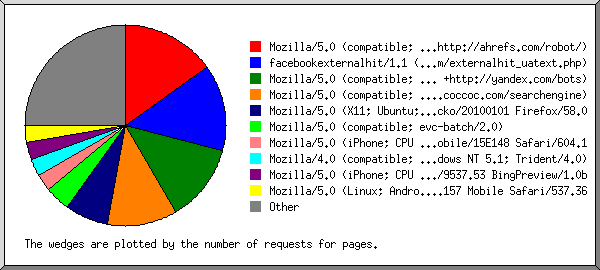 Mozilla/5.0 (compatible; ...http://ahrefs.com/robot/)
facebookexternalhit/1.1 (...m/externalhit_uatext.php)
Mozilla/5.0 (compatible; ... +http://yandex.com/bots)
Mozilla/5.0 (compatible; ....coccoc.com/searchengine)
Mozilla/5.0 (X11; Ubuntu;...cko/20100101 Firefox/58.0
Mozilla/5.0 (compatible; evc-batch/2.0)
Mozilla/5.0 (iPhone; CPU ...obile/15E148 Safari/604.1
Mozilla/4.0 (compatible; ...dows NT 5.1; Trident/4.0)
Mozilla/5.0 (iPhone; CPU .../9537.53 BingPreview/1.0b
Mozilla/5.0 (Linux; Andro....157 Mobile Safari/537.36
Other
The wedges are plotted by the number of requests for pages.